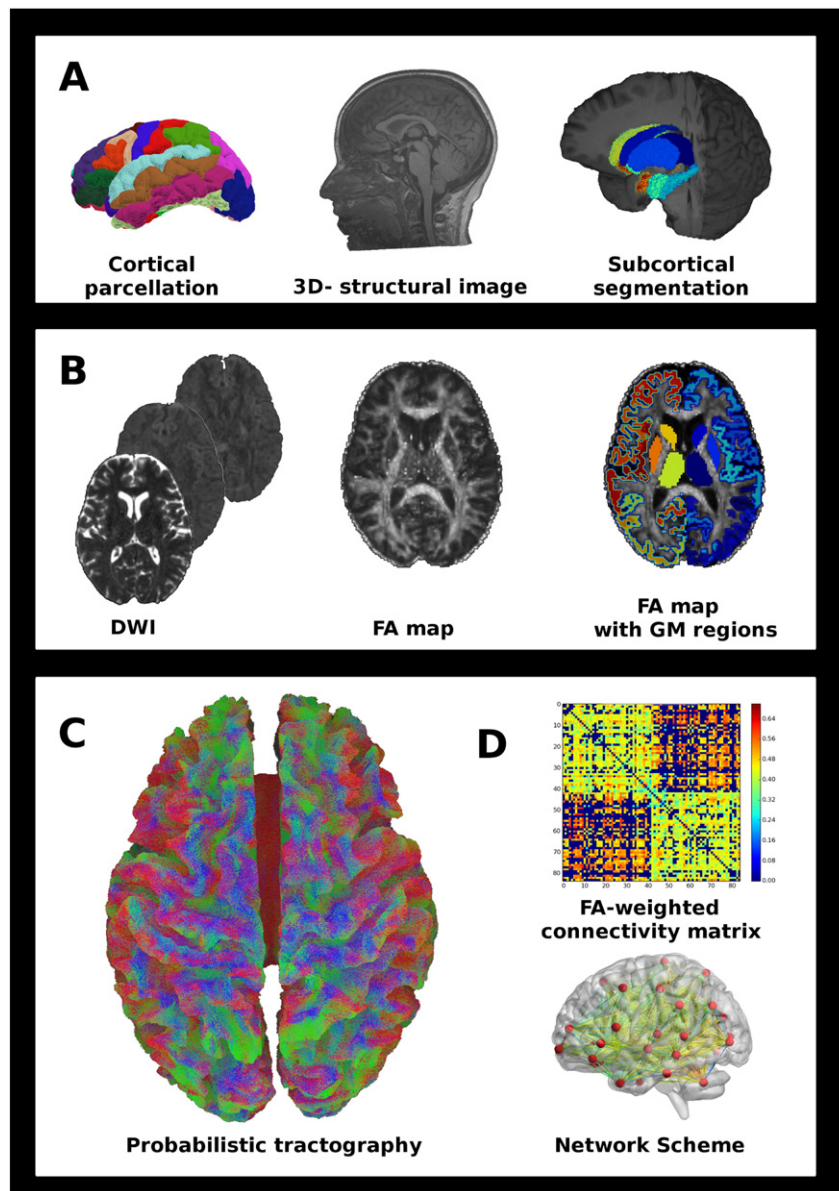 A
Cortical
parcellation
3D- structural image
Subcortical
segmentation
B
DWI
FA map
FA map
with GM regions
C
Probabilistic tractography
D
0
10
20
30
40
50
60
70
80
0 10 20 30 40 50 60 70 80
0.64
0.56
0.48
0.40
0.32
0.24
0.16
0.08
0.00
FA-weighted
connectivity matrix
Network Scheme